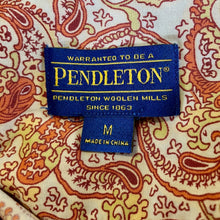 WARRANTED TO BE A
PENDLETON®
PENDLETON WOOLEN MILLS
SINCE 1863
M
MADE IN CHINA